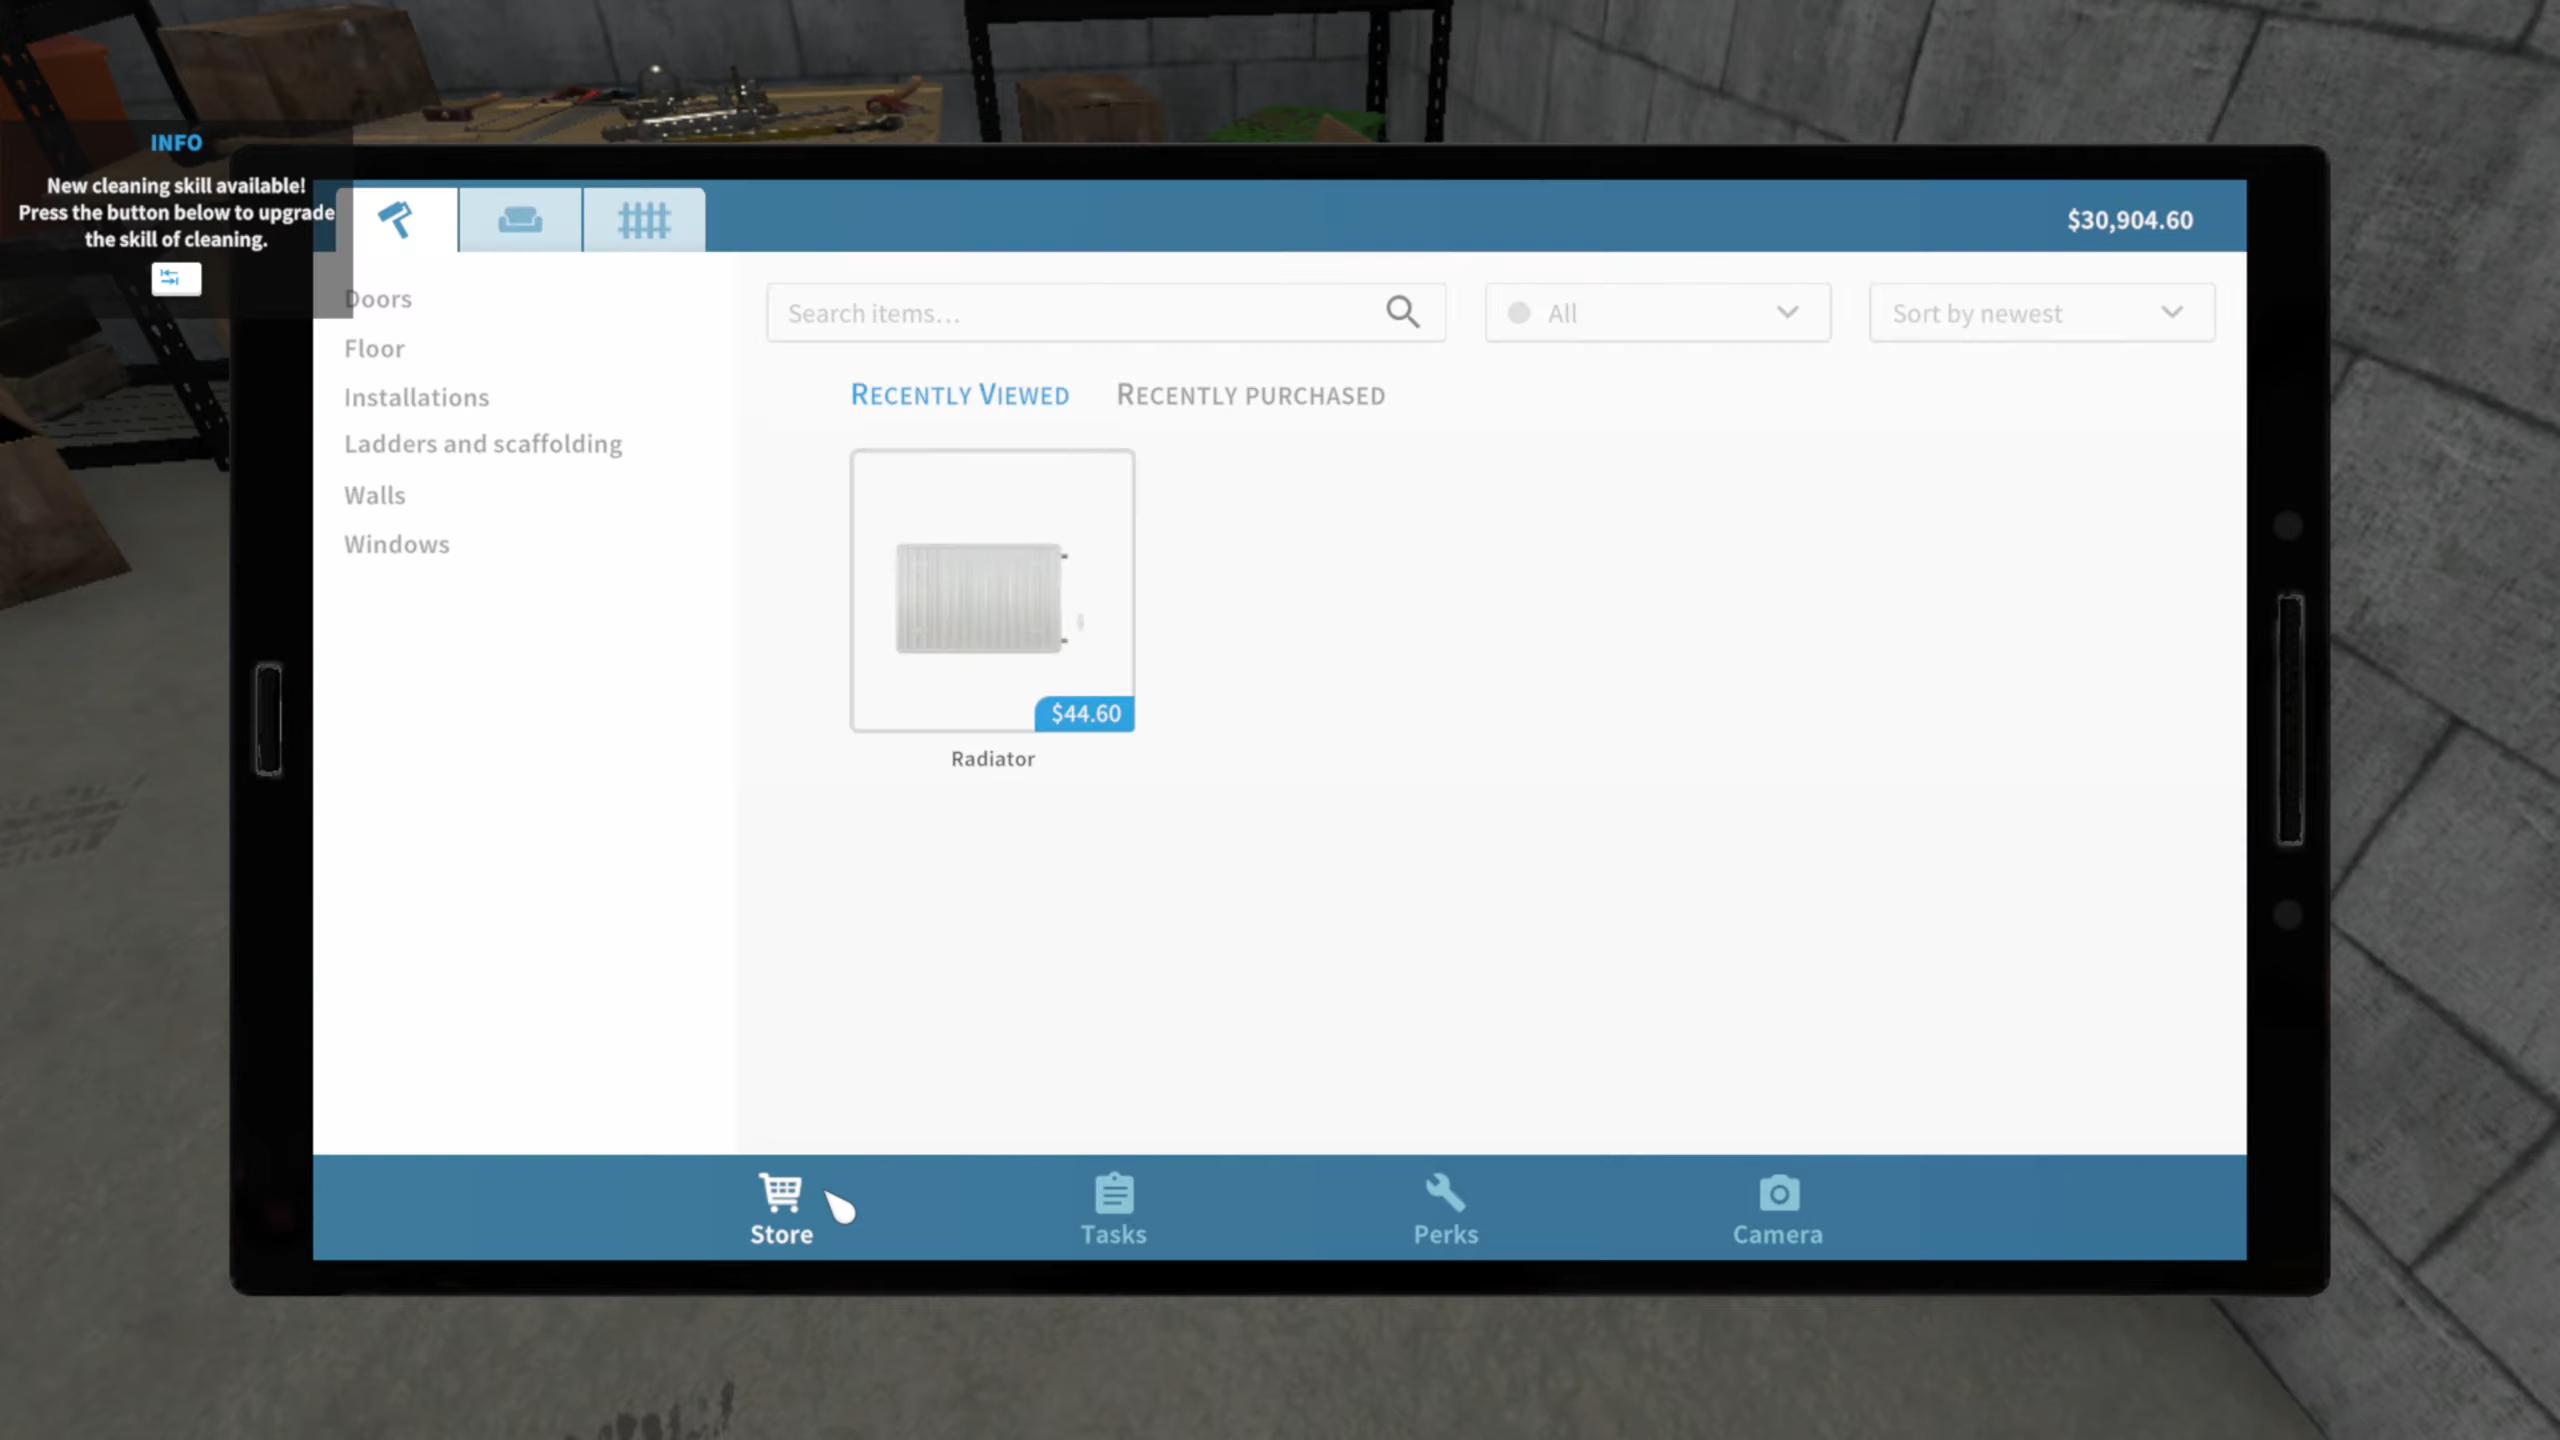 INFO
New cleaning skill available!
Press the button below to upgrade
the skill of cleaning.
$30,904.60
Doors
Floor
Installations
Ladders and scaffolding
Walls
Windows
Search items...
All
Sort by newest
RECENTLY VIEWED
RECENTLY PURCHASED
$44.60
Radiator
Store
Tasks
Perks
Camera